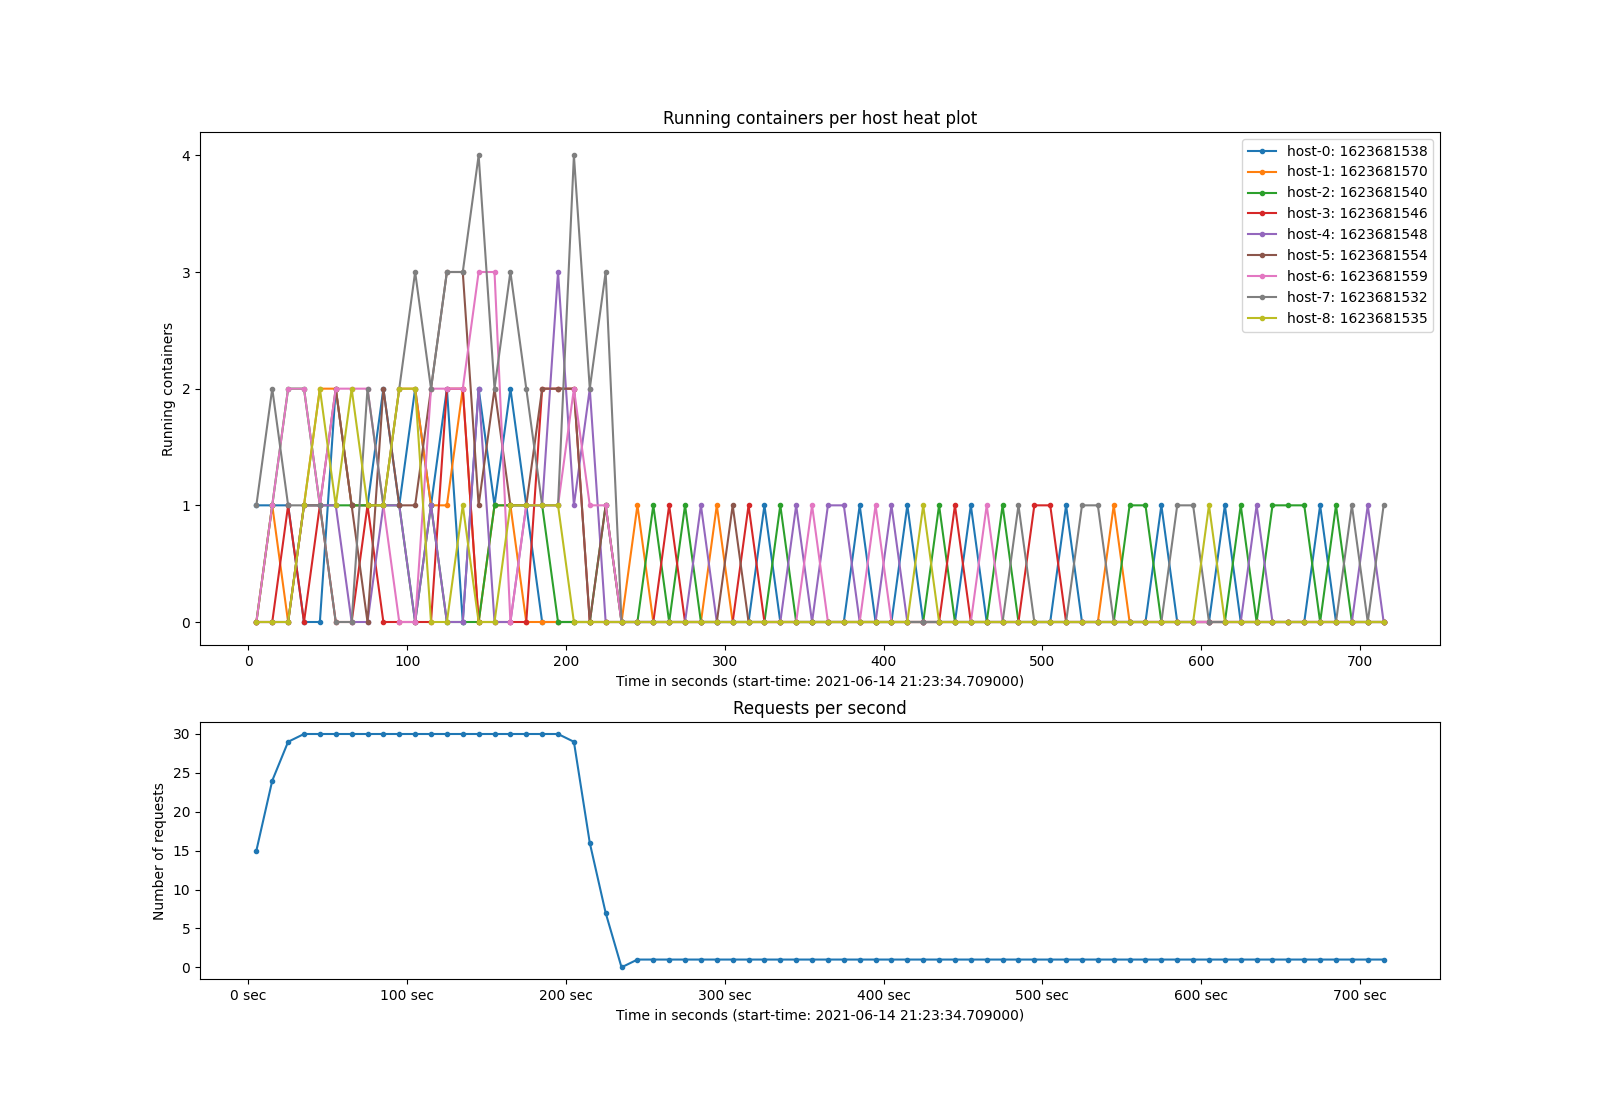 Running containers per host heat plot
4
3
2
1
0
Running containers
host-0: 1623681538
host-1: 1623681570
host-2: 1623681540
host-3: 1623681546
host-4: 1623681548
host-5: 1623681554
host-6: 1623681559
host-7: 1623681532
host-8: 1623681535
0 100 200 300 400 500 600 700
Time in seconds (start-time: 2021-06-14 21:23:34.709000)
Requests per second
30
25
20
15
10
5
0
Number of requests
0 sec 100 sec 200 sec 300 sec 400 sec 500 sec 600 sec 700 sec
Time in seconds (start-time: 2021-06-14 21:23:34.709000)